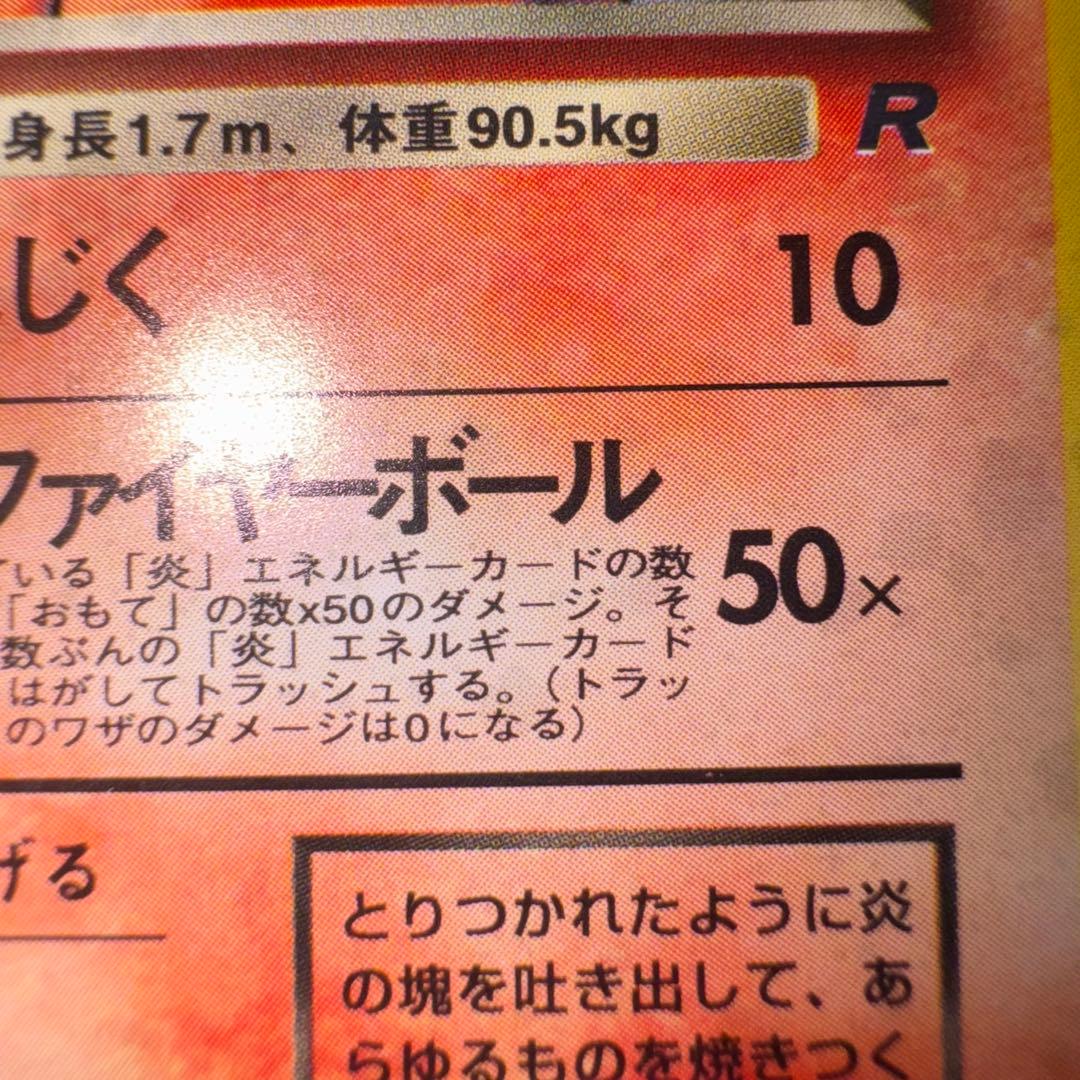 身長1.7m、体重90.5kg R
じく 10
ファイヤーボール
いる「炎」エネルギーカードの数
「おもて」の数x50のダメージ。そ 50×
数ぶんの「炎」エネルギーカード
はがしてトラッシュする。（トラッ
のワザのダメージは0になる）
げる
とりつかれたように炎
の塊を吐き出して、あ
らゆるものを焼きつく